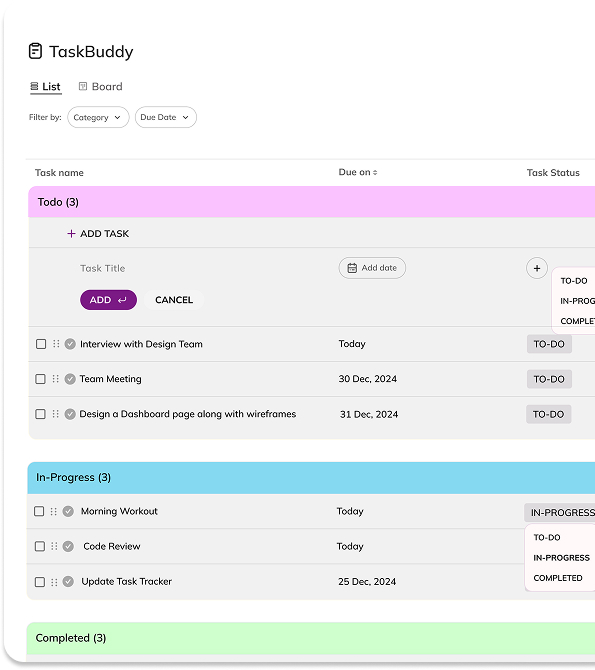 TaskBuddy
List Board
Filter by: Category Due Date
Task name Due on Task Status
Todo (3)
+ ADD TASK
Task Title Add date +
TO-DO
ADD CANCEL
Interview with Design Team Today TO-DO
Team Meeting 30 Dec, 2024 TO-DO
Design a Dashboard page along with wireframes 31 Dec, 2024 TO-DO
In-Progress (3)
Morning Workout Today IN-PROGRESS
TO-DO
Code Review Today
IN-PROGRESS
Update Task Tracker 25 Dec, 2024 COMPLETED
Completed (3)